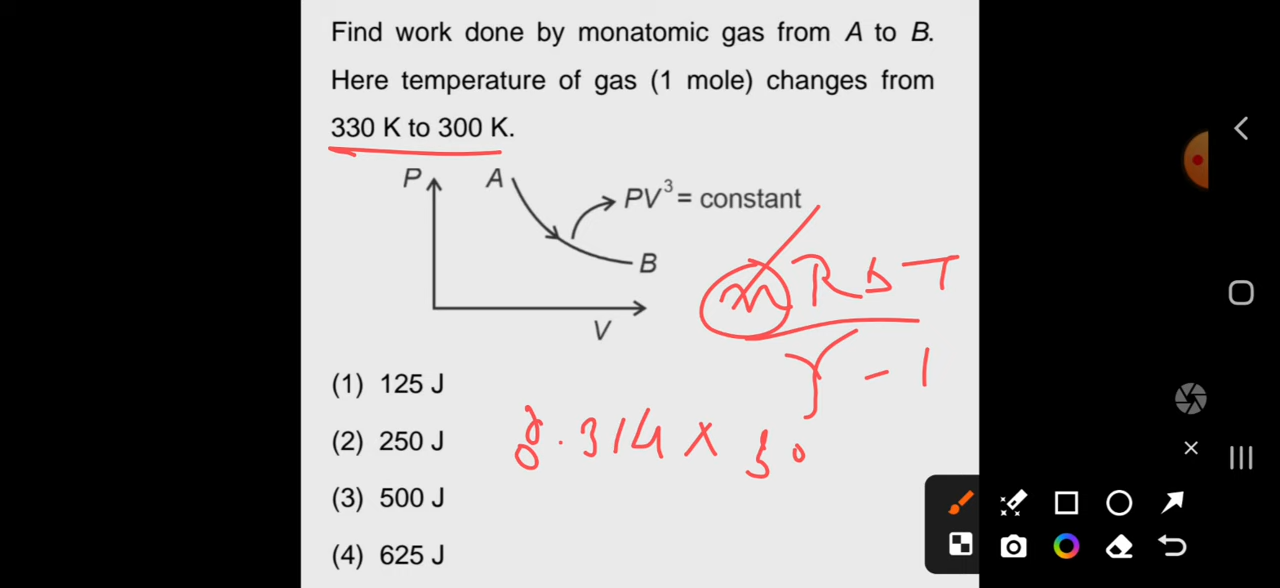 Find work done by monatomic gas from A to B.
Here temperature of gas (1 mole) changes from
330 K to 300 K.
P
A
PV³ = constant
B
V
nRΔT
γ - 1
(1) 125 J
(2) 250 J
(3) 500 J
(4) 625 J
8.314 × 30